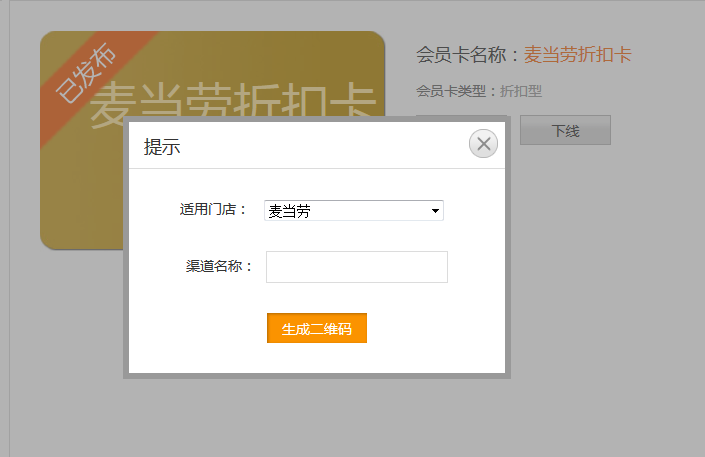 已发布
麦当劳折扣卡
会员卡名称：麦当劳折扣卡
会员卡类型：折扣型
下线
提示
适用门店： 麦当劳
渠道名称：
生成二维码